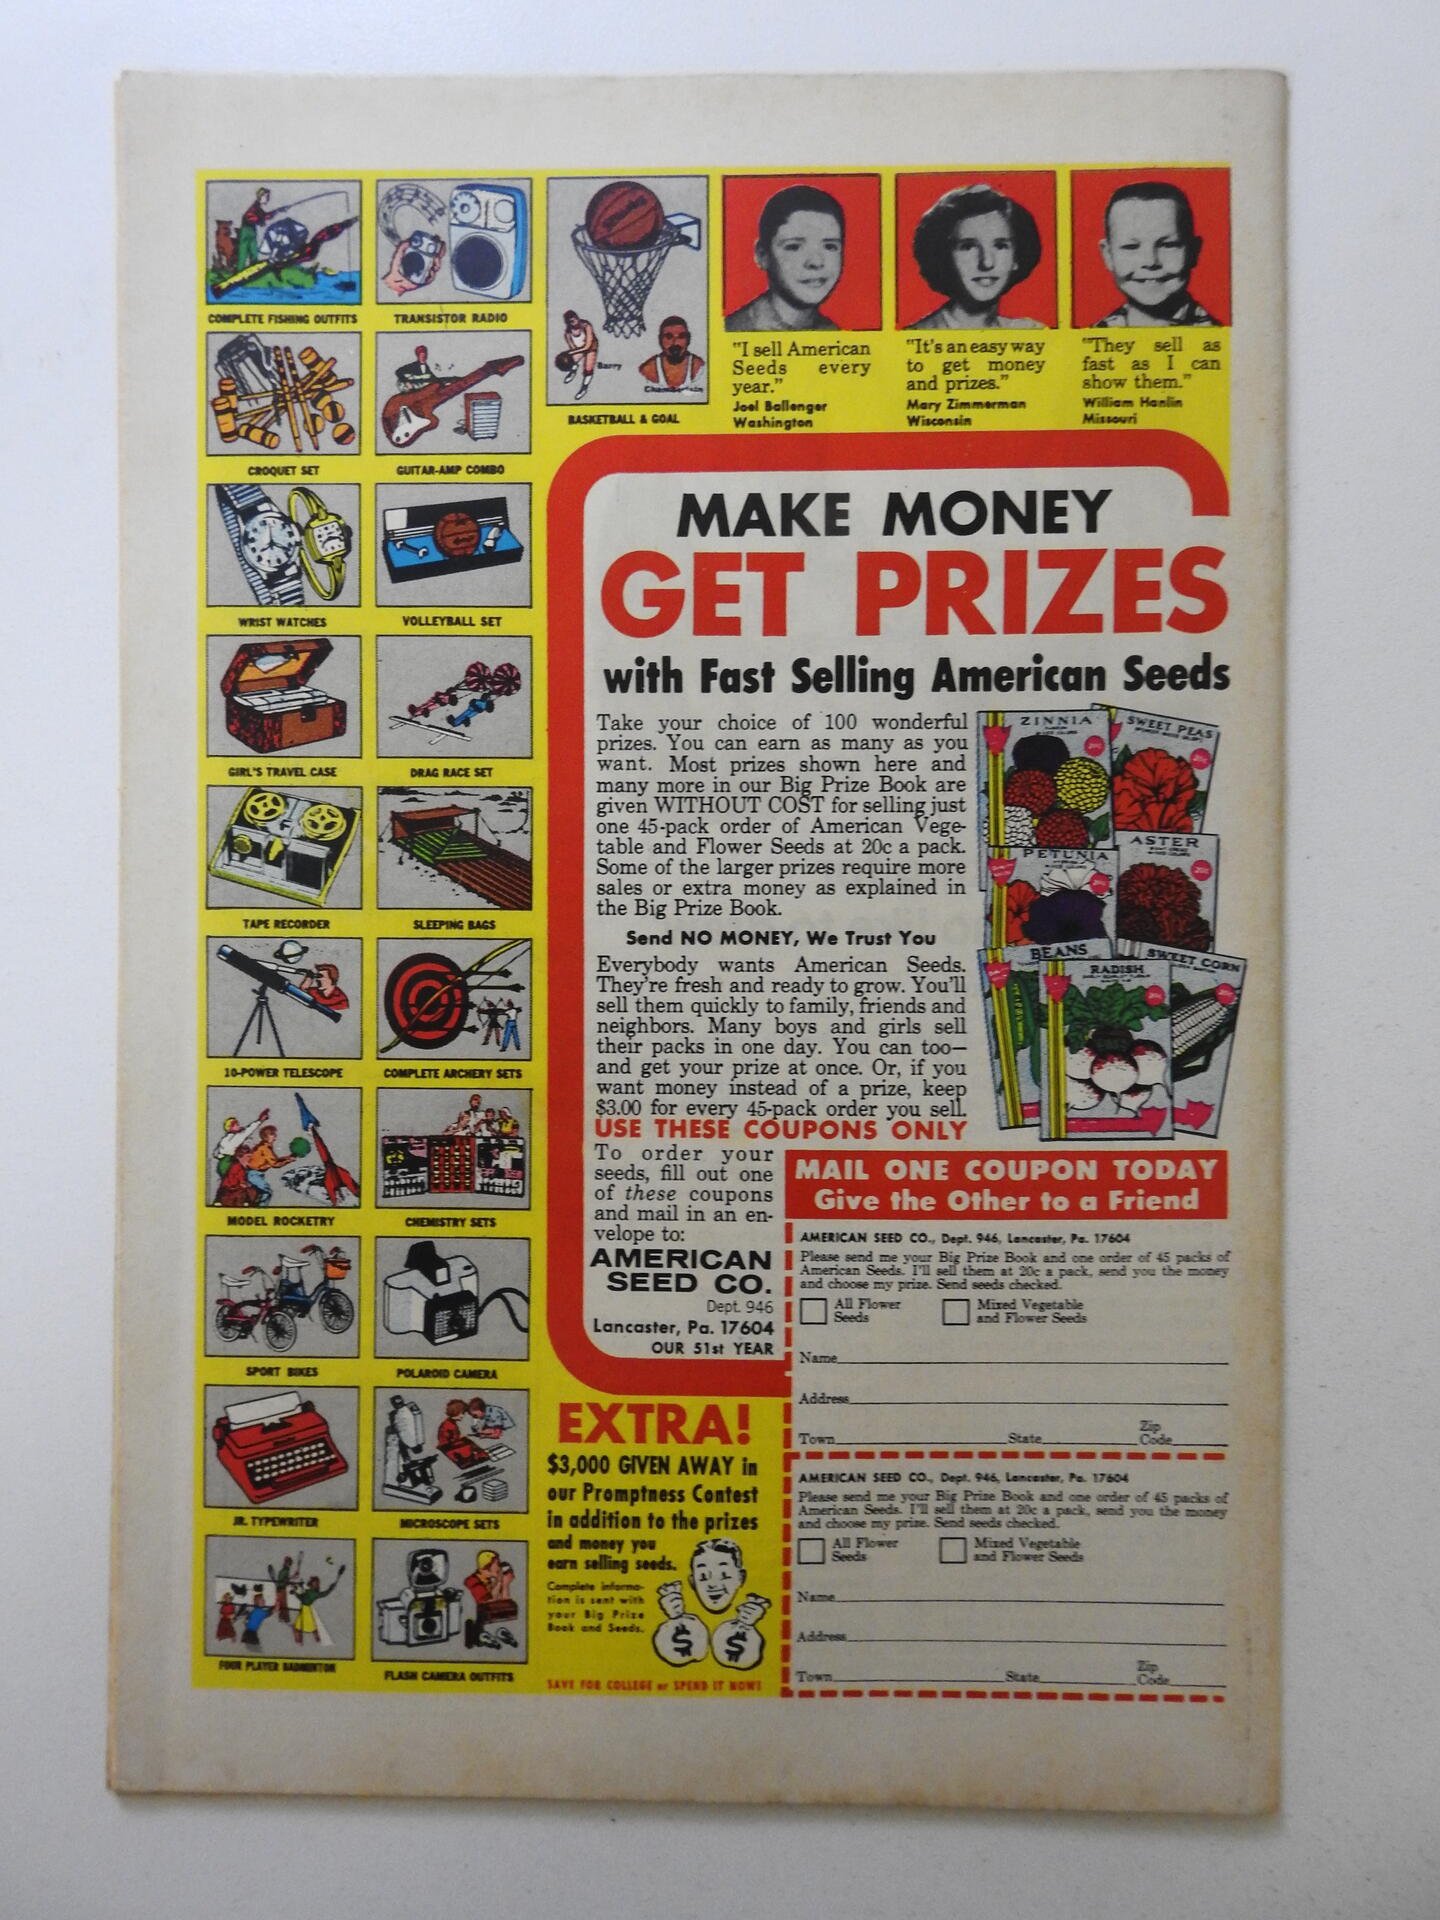 COMPLETE FISHING OUTFITS
TRANSISTOR RADIO
CROQUET SET
GUITAR-AMP COMBO
WRIST WATCHES
VOLLEYBALL SET
GIRL'S TRAVEL CASE
DRAG RACE SET
TAPE RECORDER
SLEEPING BAGS
10-POWER TELESCOPE
COMPLETE ARCHERY SETS
MODEL ROCKETRY
CHEMISTRY SETS
SPORT BIKES
POLAROID CAMERA
JR. TYPEWRITER
MICROSCOPE SETS
FOUR PLAYER BADMINTON
FLASH CAMERA OUTFITS
Barry
Chamberlain
BASKETBALL & GOAL
"I sell American
Seeds every
year."
Joel Ballenger
Washington
"It's an easy way
to get money
and prizes."
Mary Zimmerman
Wisconsin
"They sell as
fast as I can
show them."
William Hanlin
Missouri
MAKE MONEY
GET PRIZES
with Fast Selling American Seeds
Take your choice of 100 wonderful
prizes. You can earn as many as you
want. Most prizes shown here and
many more in our Big Prize Book are
given WITHOUT COST for selling just
one 45-pack order of American Vege-
table and Flower Seeds at 20c a pack.
Some of the larger prizes require more
sales or extra money as explained in
the Big Prize Book.
Send NO MONEY, We Trust You
Everybody wants American Seeds.
They're fresh and ready to grow. You'll
sell them quickly to family, friends and
neighbors. Many boys and girls sell
their packs in one day. You can too—
and get your prize at once. Or, if you
want money instead of a prize, keep
$3.00 for every 45-pack order you sell.
USE THESE COUPONS ONLY
To order your
seeds, fill out one
of these coupons
and mail in an en-
velope to:
AMERICAN
SEED CO.
Dept. 946
Lancaster, Pa. 17604
OUR 51st YEAR
ZINNIA
20¢
SWEET PEAS
20¢
PETUNIA
20¢
ASTER
20¢
BEANS
RADISH
20¢
SWEET CORN
20¢
MAIL ONE COUPON TODAY
Give the Other to a Friend
AMERICAN SEED CO., Dept. 946, Lancaster, Pa. 17604
Please send me your Big Prize Book and one order of 45 packs of
American Seeds. I'll sell them at 20c a pack, send you the money
and choose my prize. Send seeds checked.
All Flower
Seeds
Mixed Vegetable
and Flower Seeds
Name
Address
Town State Zip Code
AMERICAN SEED CO., Dept. 946, Lancaster, Pa. 17604
Please send me your Big Prize Book and one order of 45 packs of
American Seeds. I'll sell them at 20c a pack, send you the money
and choose my prize. Send seeds checked.
All Flower
Seeds
Mixed Vegetable
and Flower Seeds
Name
Address
Town State Zip Code
EXTRA!
$3,000 GIVEN AWAY in
our Promptness Contest
in addition to the prizes
and money you
earn selling seeds.
Complete informa-
tion is sent with
your Big Prize
Book and Seeds.
$ $
SAVE FOR COLLEGE or SPEND IT NOW!